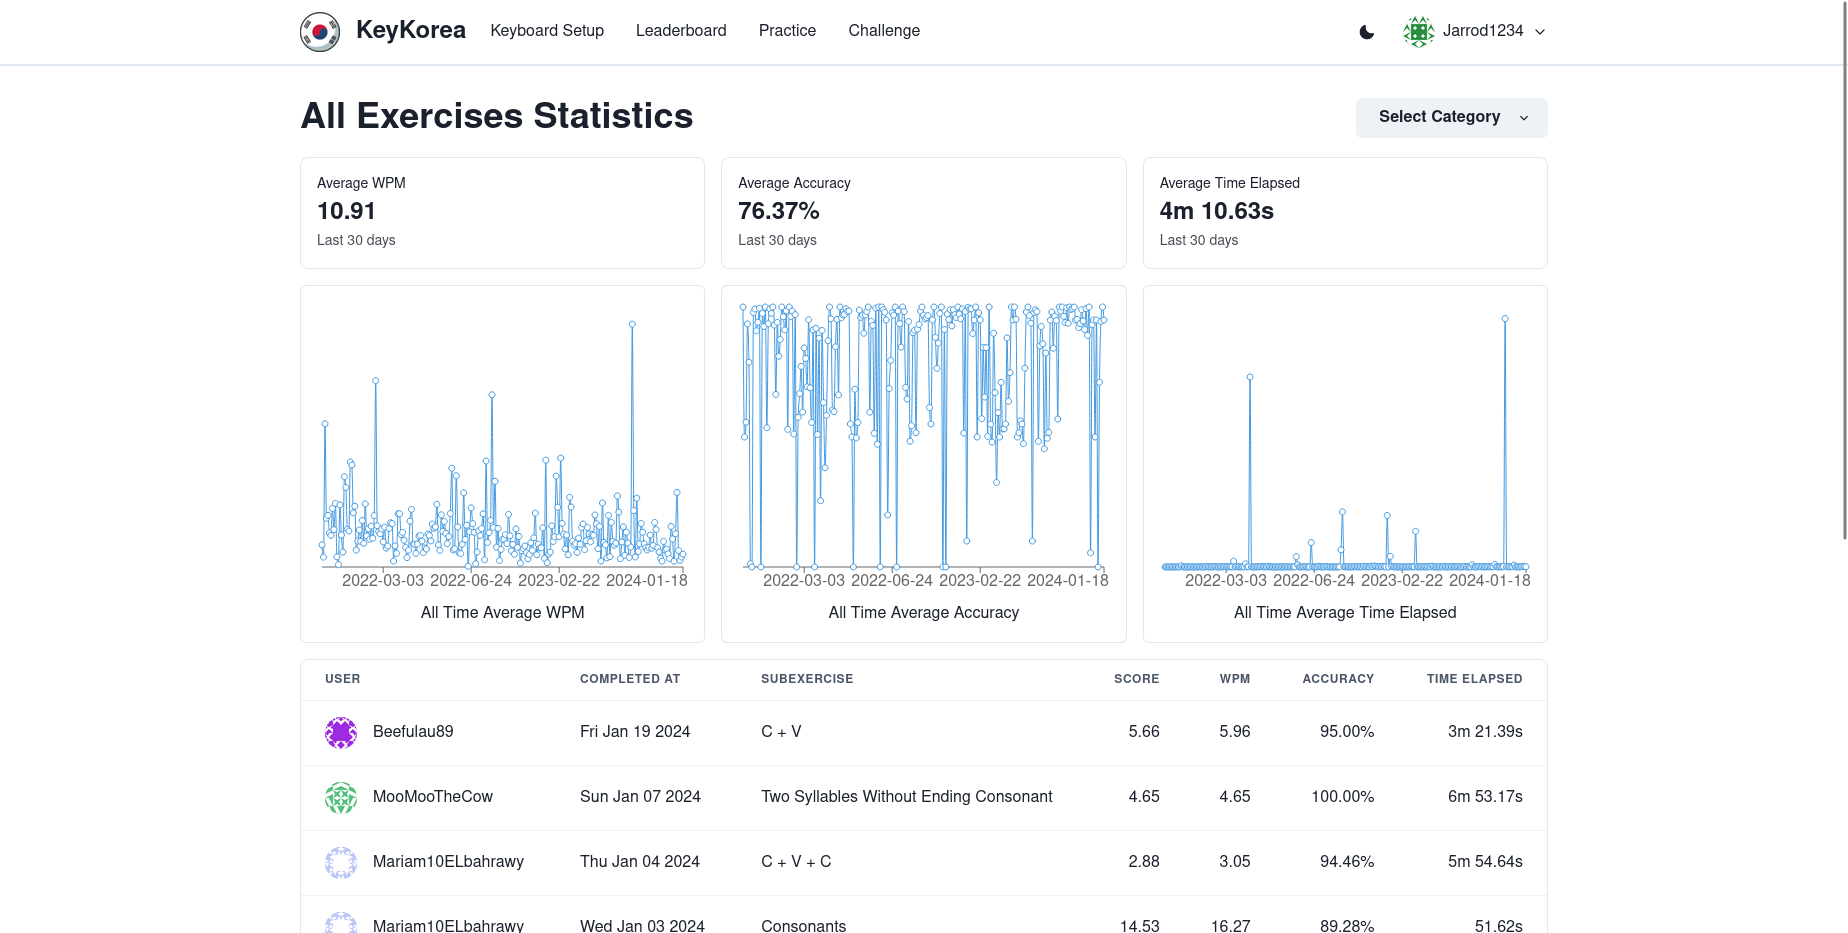 KeyKorea Keyboard Setup Leaderboard Practice Challenge Jarrod1234
All Exercises Statistics Select Category
Average WPM
10.91
Last 30 days
Average Accuracy
76.37%
Last 30 days
Average Time Elapsed
4m 10.63s
Last 30 days
2022-03-03 2022-06-24 2023-02-22 2024-01-18
All Time Average WPM
2022-03-03 2022-06-24 2023-02-22 2024-01-18
All Time Average Accuracy
2022-03-03 2022-06-24 2023-02-22 2024-01-18
All Time Average Time Elapsed
USER COMPLETED AT SUBEXERCISE SCORE WPM ACCURACY TIME ELAPSED
Beefulau89 Fri Jan 19 2024 C + V 5.66 5.96 95.00% 3m 21.39s
MooMooTheCow Sun Jan 07 2024 Two Syllables Without Ending Consonant 4.65 4.65 100.00% 6m 53.17s
Mariam10ELbahrawy Thu Jan 04 2024 C + V + C 2.88 3.05 94.46% 5m 54.64s
Mariam10ELbahrawy Wed Jan 03 2024 Consonants 14.53 16.27 89.28% 51.62s